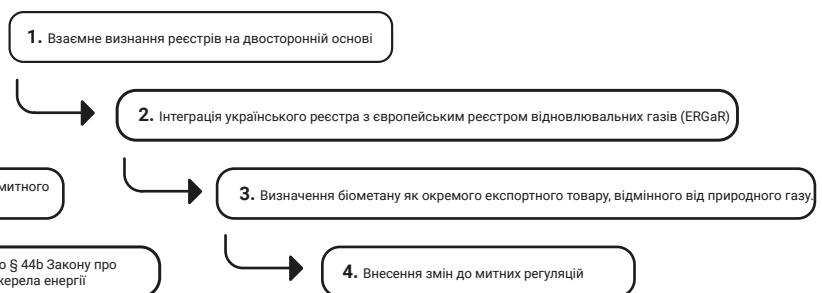 1. Взаємне визнання реєстрів на двосторонній основі
2. Інтеграція українського реєстра з європейським реєстром відновлювальних газів (ERGaR)
митного
3. Визначення біометану як окремого експортного товару, відмінного від природного газу.
о § 44b Закону про
керела енергії
4. Внесення змін до митних регуляцій